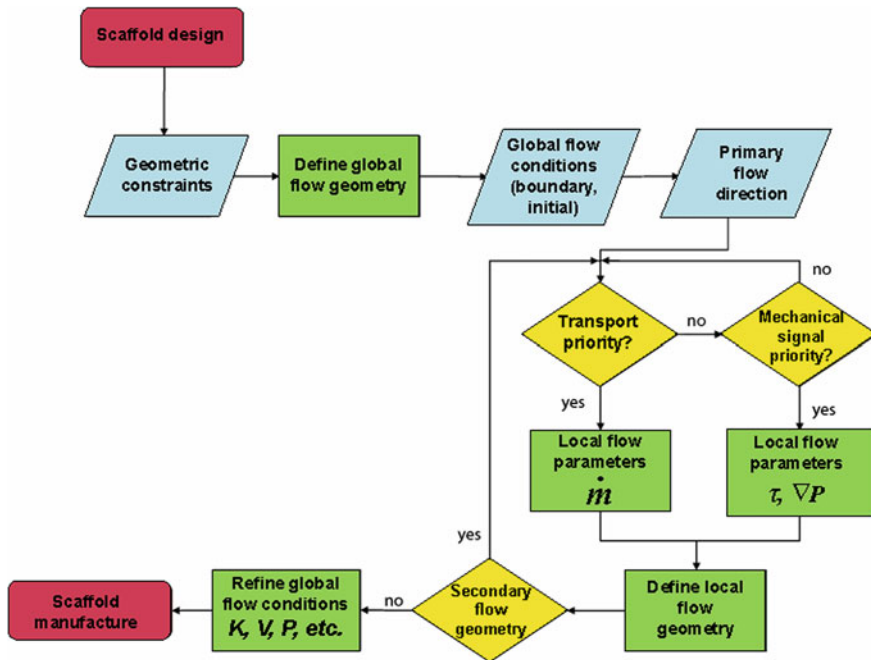 Scaffold design
Geometric
constraints
Define global
flow geometry
Global flow
conditions
(boundary,
initial)
Primary
flow
direction
no
Transport
priority?
no
Mechanical
signal
priority?
yes
yes
Local flow
parameters
ṁ
Local flow
parameters
τ, ∇P
yes
Scaffold
manufacture
Refine global
flow conditions
K, V, P, etc.
no
Secondary
flow
geometry
Define local
flow
geometry